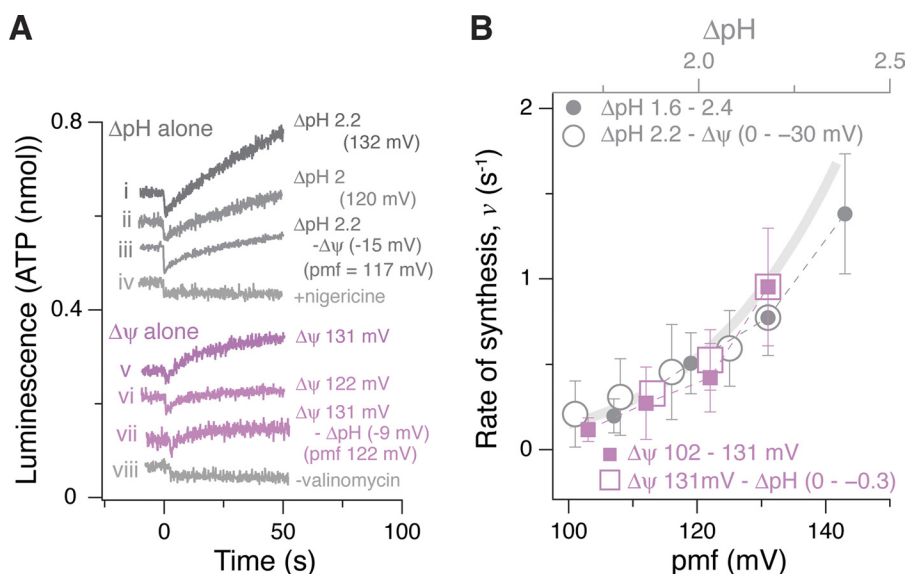 A
Luminescence (ATP (nmol))
0.8
0.4
0
ΔpH alone
i
ΔpH 2.2
(132 mV)
ii
ΔpH 2
(120 mV)
iii
ΔpH 2.2
-Δψ (-15 mV)
(pmf = 117 mV)
iv
+nigericine
Δψ alone
v
Δψ 131 mV
vi
Δψ 122 mV
vii
Δψ 131 mV
- ΔpH (-9 mV)
(pmf 122 mV)
viii
-valinomycin
0
50
100
Time (s)
B
ΔpH
2.0
2.5
Rate of synthesis, v (s⁻¹)
2
1
0
ΔpH 1.6 - 2.4
ΔpH 2.2 - Δψ (0 - –30 mV)
Δψ 102 - 131 mV
Δψ 131mV - ΔpH (0 - –0.3)
100
120
140
pmf (mV)